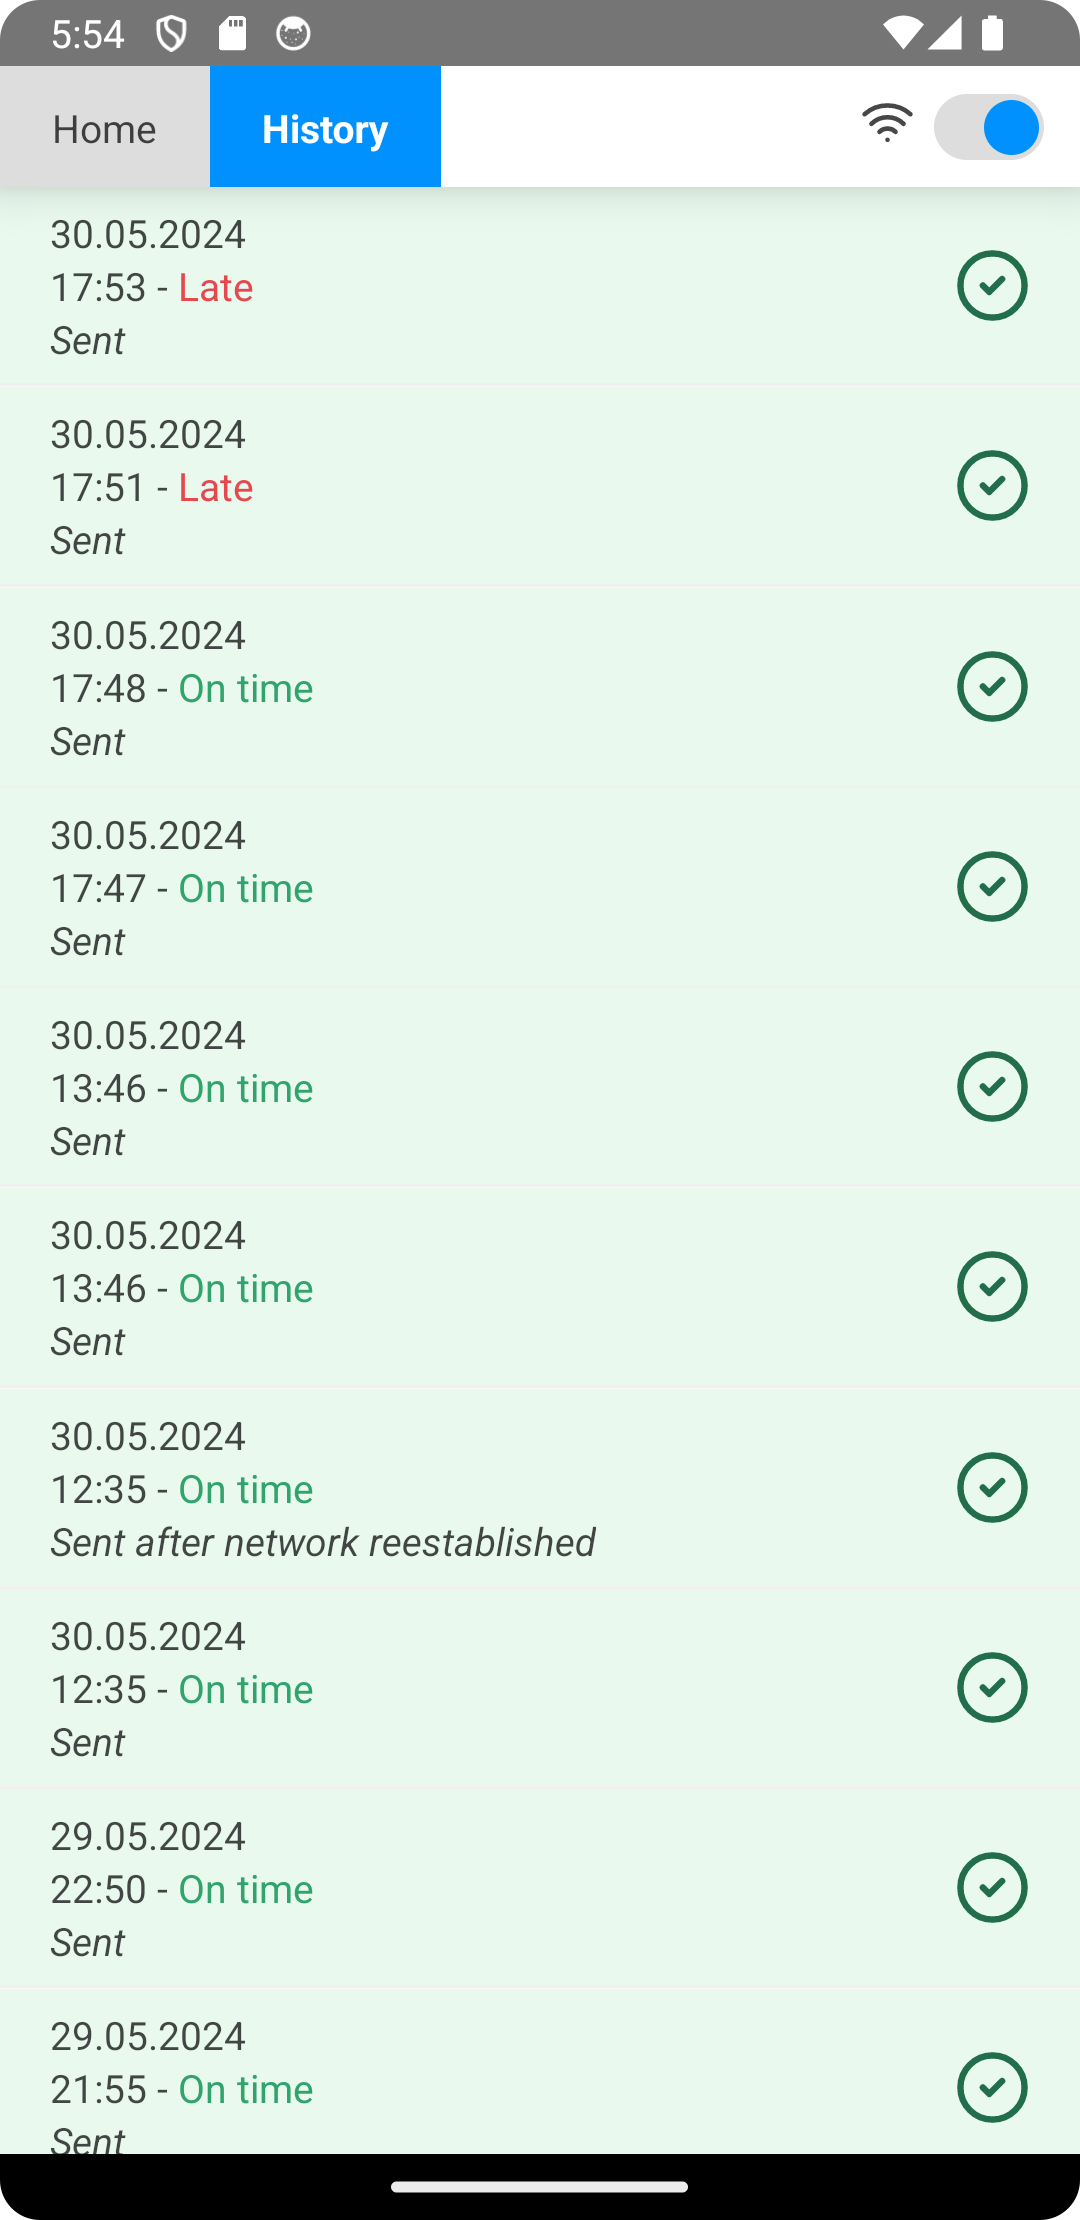 5:54
Home
History
30.05.2024
17:53 - Late
Sent
30.05.2024
17:51 - Late
Sent
30.05.2024
17:48 - On time
Sent
30.05.2024
17:47 - On time
Sent
30.05.2024
13:46 - On time
Sent
30.05.2024
13:46 - On time
Sent
30.05.2024
12:35 - On time
Sent after network reestablished
30.05.2024
12:35 - On time
Sent
29.05.2024
22:50 - On time
Sent
29.05.2024
21:55 - On time
Sent